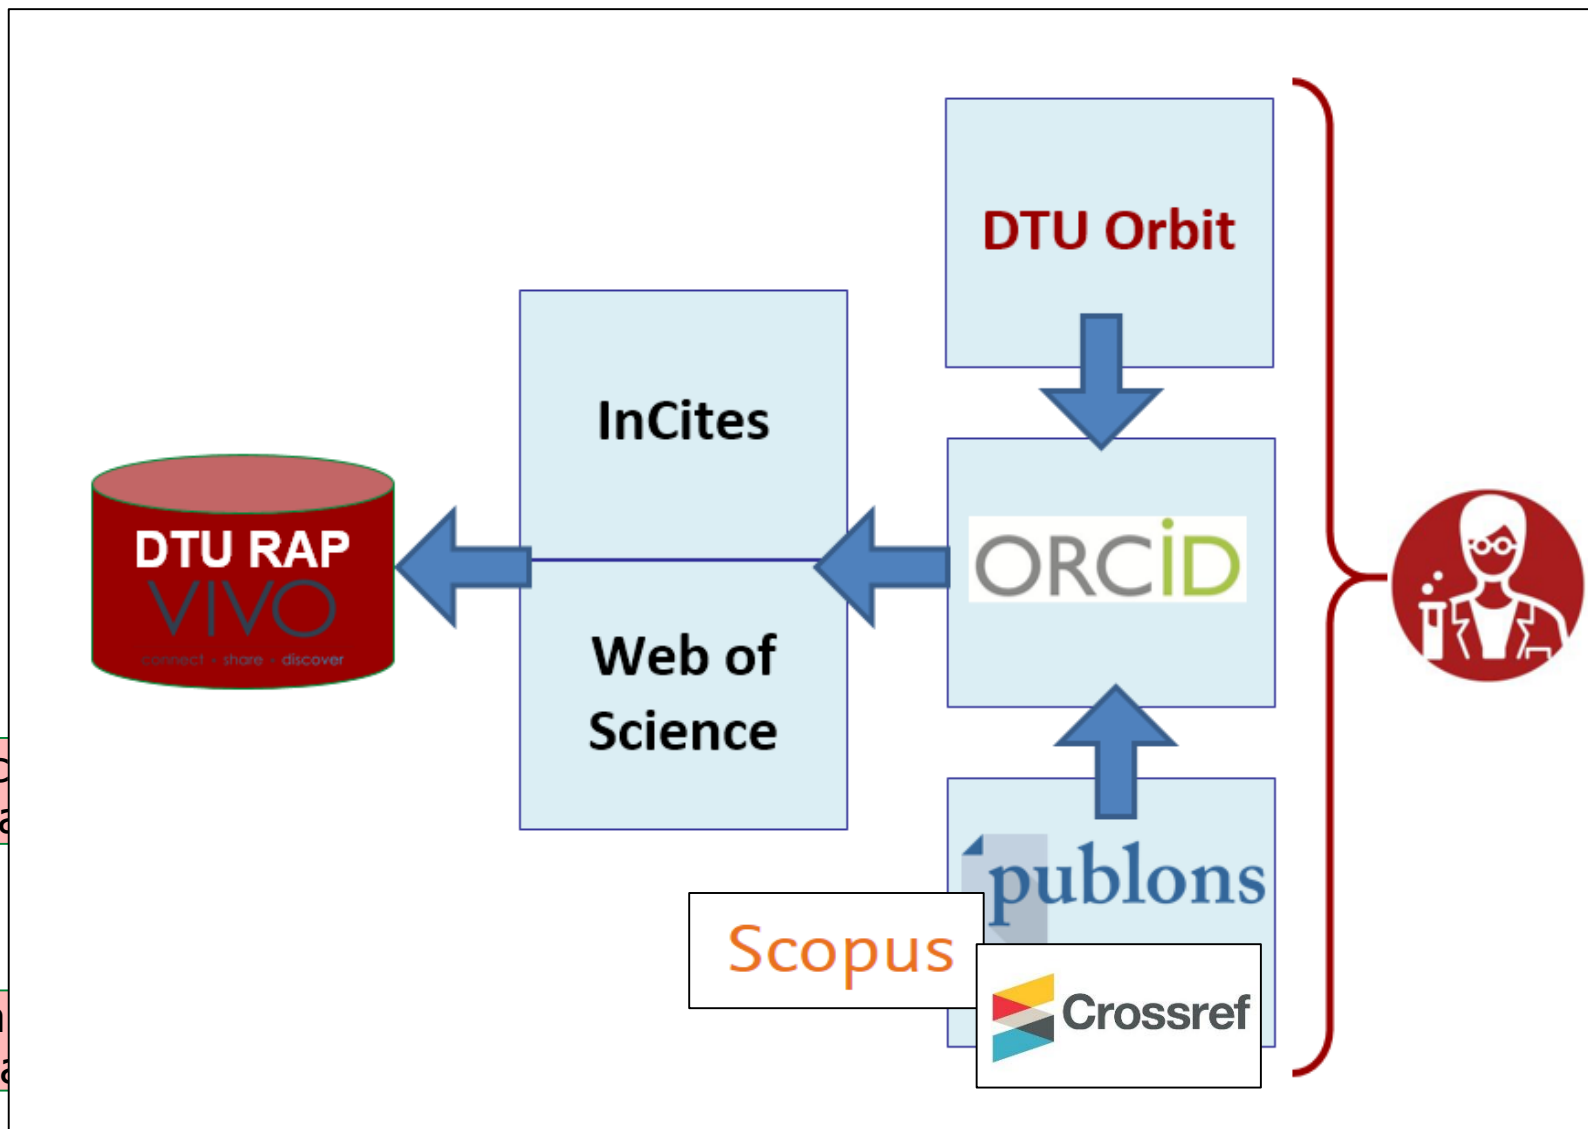 DTU Orbit
InCites
DTU RAP
VIVO
connect • share • discover
ORCiD
Web of
Science
publons
Scopus
Crossref